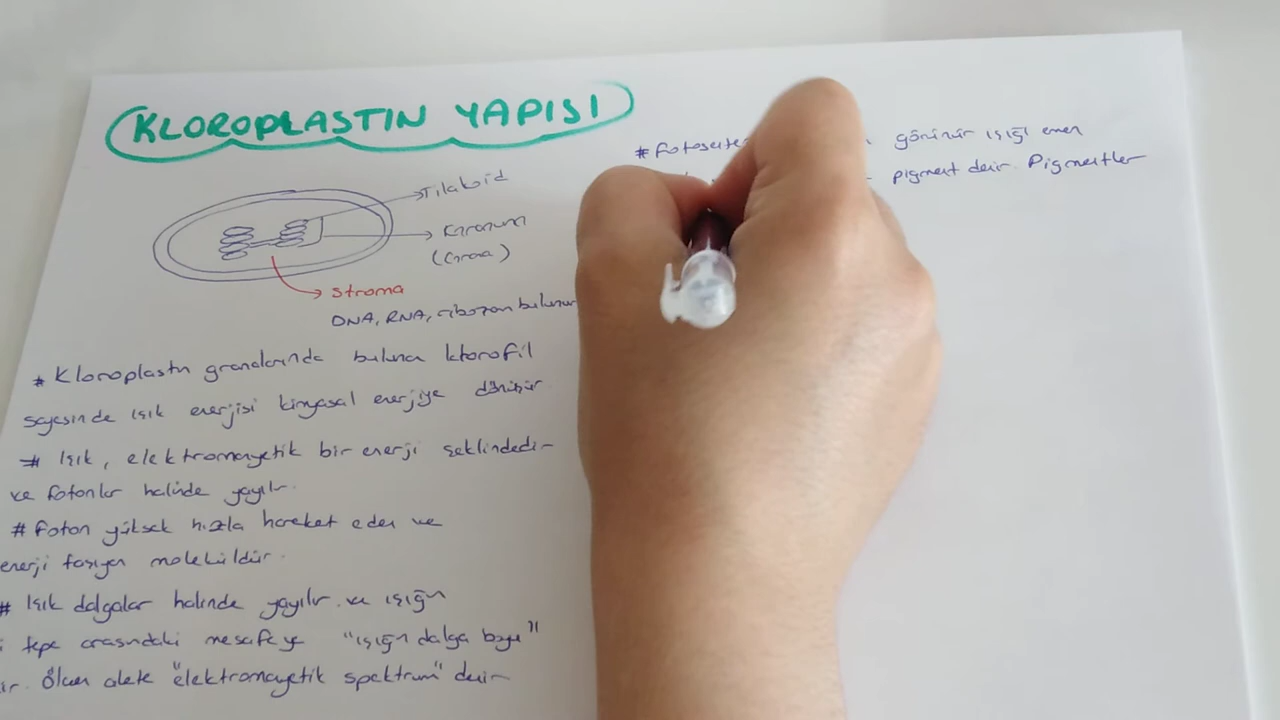 KLOROPLASTIN YAPISI
Tilakoid
Granum
(Grana)
Stroma
DNA, RNA, ribozom bulunur
# Kloroplastın granalarında bulunan klorofil
sayesinde ışık enerjisi kimyasal enerjiye dönüşür
# Işık, elektromanyetik bir enerji şeklindedir
ve fotonlar halinde yayılır.
# Foton yüksek hızla hareket eden ve
enerji taşıyan moleküldür.
# Işık dalgalar halinde yayılır ve ışığın
tepe arasındaki mesafeye "ışığın dalga boyu"
Ölçen alete "elektromanyetik spektrum" denir
# görünür ışığı emen
pigment denir. Pigmentler